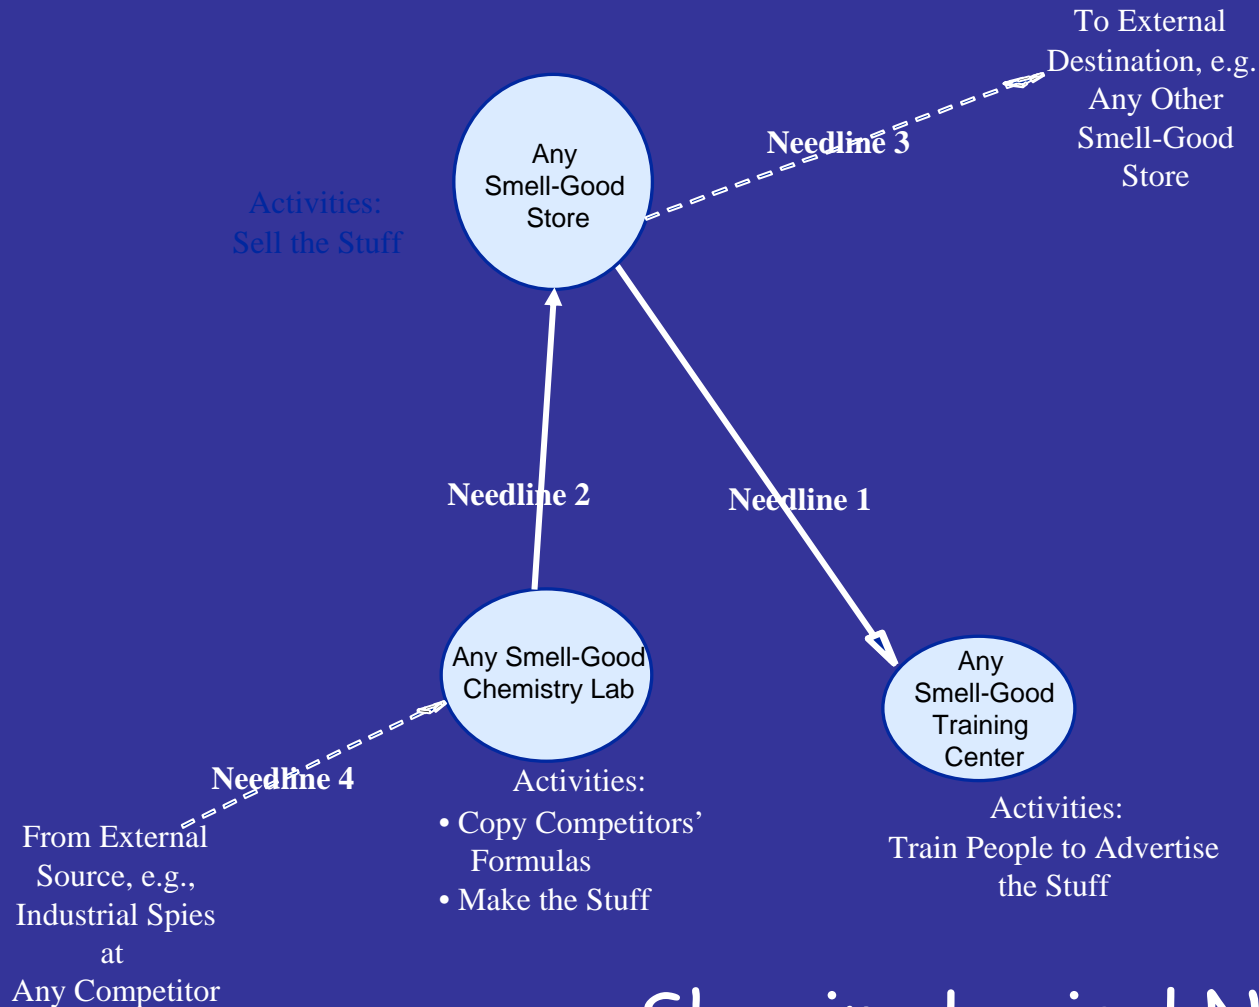 To External
Destination, e.g.
Any Other
Smell-Good
Store
Any
Smell-Good
Store
Needline 3
Activities:
Sell the Stuff
Needline 2
Needline 1
Any Smell-Good
Chemistry Lab
Any
Smell-Good
Training
Center
Needline 4
Activities:
• Copy Competitors’
Formulas
• Make the Stuff
Activities:
Train People to Advertise
the Stuff
From External
Source, e.g.,
Industrial Spies
at
Any Competitor